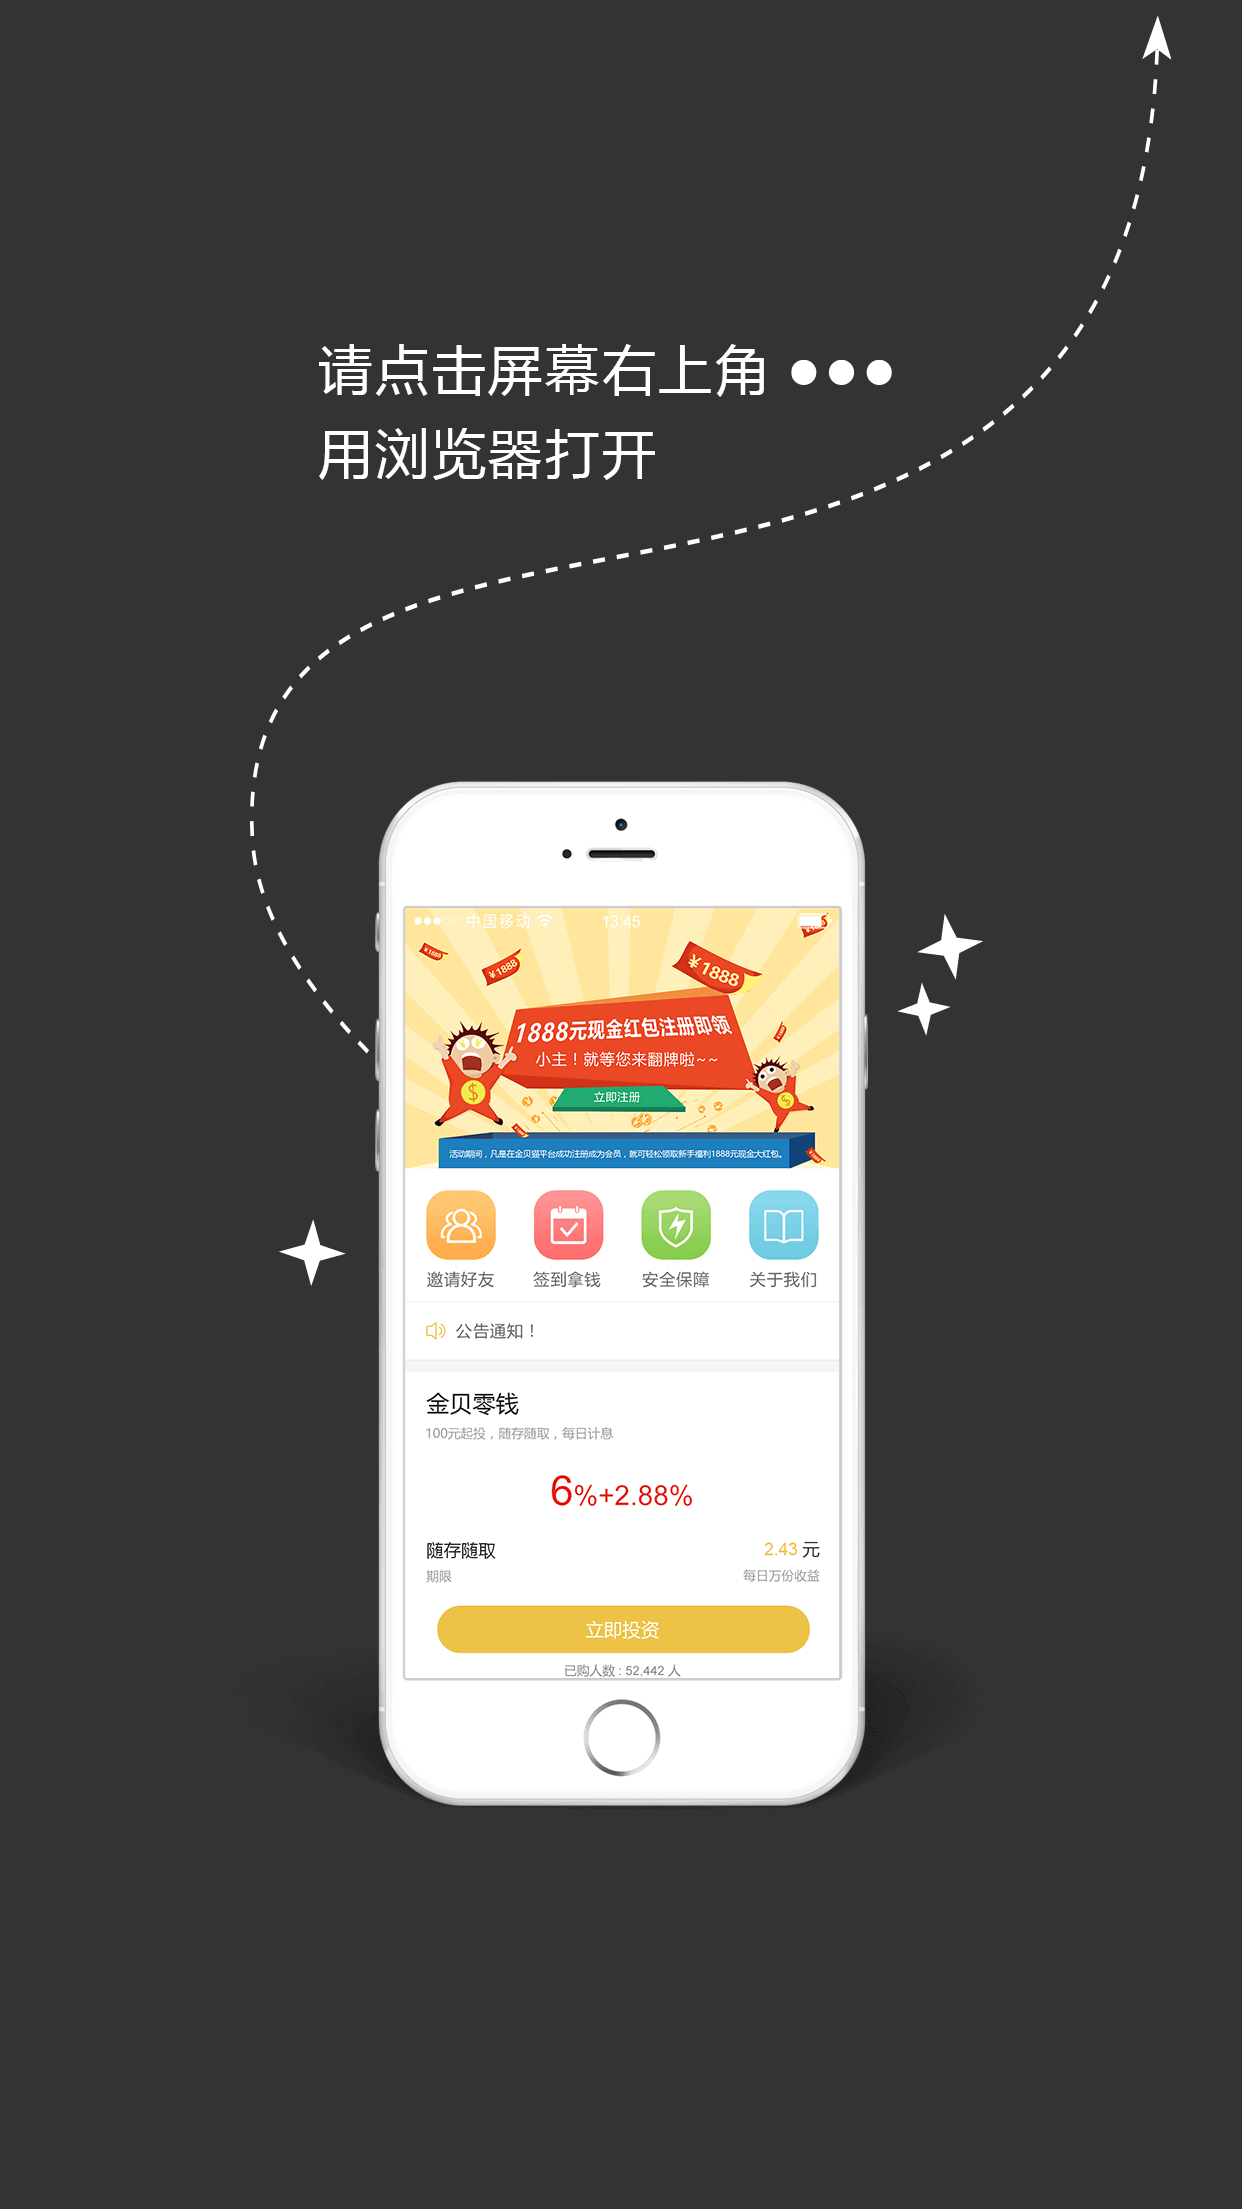 请点击屏幕右上角 ●●●
用浏览器打开
中国移动 13:45
¥1888
¥1888
¥1888
1888元现金红包注册即领
小主！就等您来翻牌啦~~
立即注册
活动期间，凡是在金贝猫平台成功注册成为会员，就可轻松领取新手福利1888元现金大红包。
邀请好友 签到拿钱 安全保障 关于我们
公告通知！
金贝零钱
100元起投，随存随取，每日计息
6%+2.88%
随存随取 2.43 元
期限 每日万份收益
立即投资
已购人数 : 52,442 人